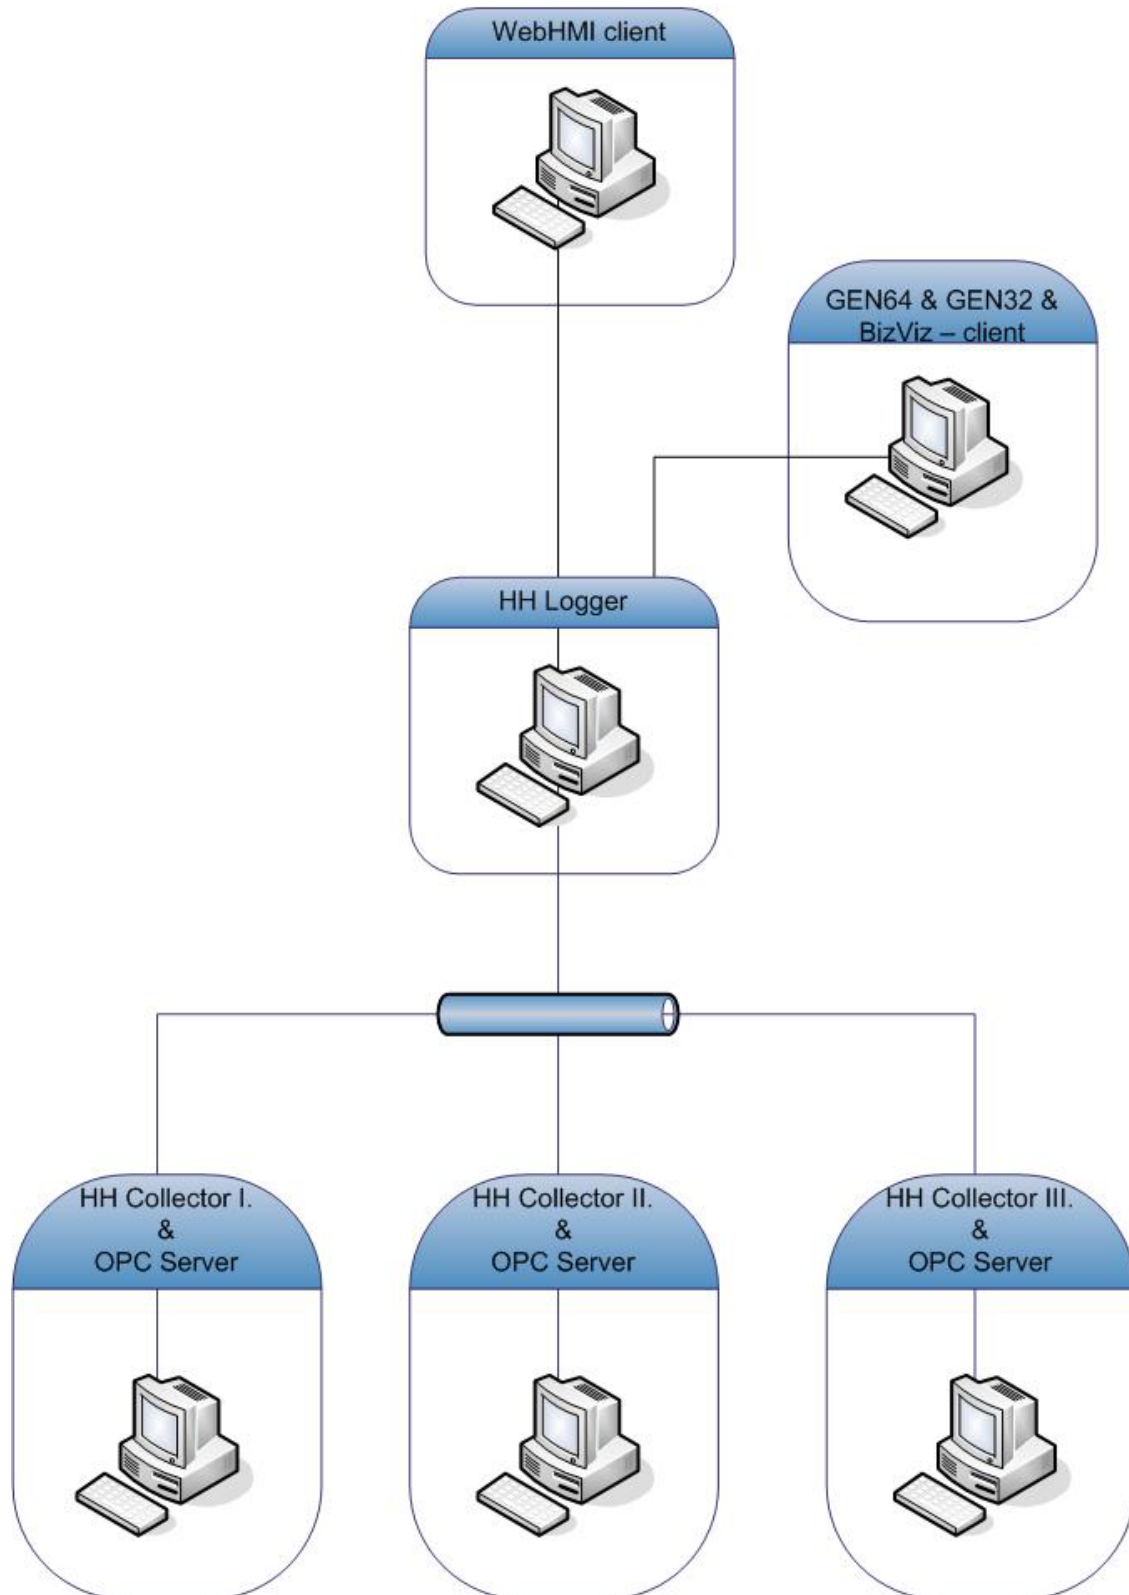 WebHMI client
GEN64 & GEN32 &
BizViz – client
HH Logger
HH Collector I.
&
OPC Server
HH Collector II.
&
OPC Server
HH Collector III.
&
OPC Server